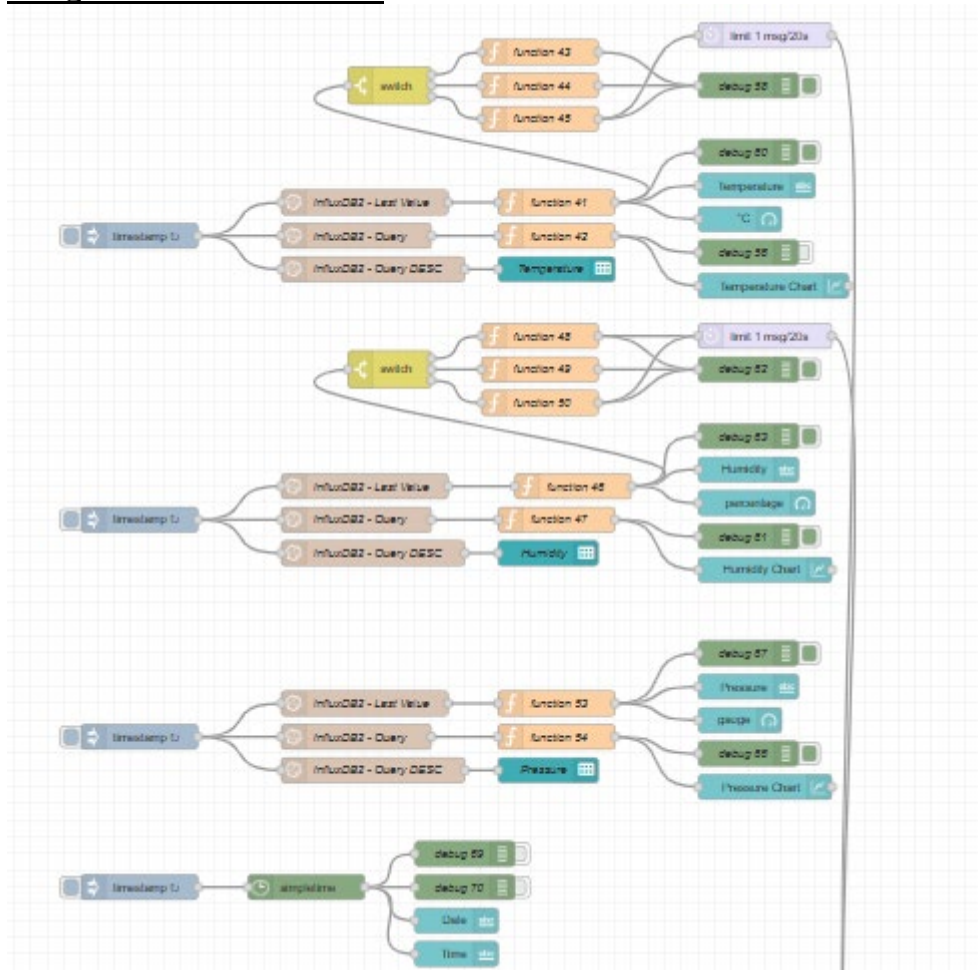 limit 1 msg/20s
function 43
switch
function 44
debug 58
function 45
debug 60
Temperature
InfluxDB2 - Last Value
function 41
°C
timestamp ↻
InfluxDB2 - Query
function 42
debug 56
InfluxDB2 - Query DESC
Temperature
Temperature Chart
function 48
limit 1 msg/20s
switch
function 49
debug 62
function 50
debug 63
Humidity
InfluxDB2 - Last Value
function 46
percentage
timestamp ↻
InfluxDB2 - Query
function 47
debug 61
InfluxDB2 - Query DESC
Humidity
Humidity Chart
debug 67
Pressure
InfluxDB2 - Last Value
function 53
gauge
timestamp ↻
InfluxDB2 - Query
function 54
InfluxDB2 - Query DESC
Pressure
Pressure Chart
debug 69
timestamp ↻
simpletime
debug 70
Date
Time